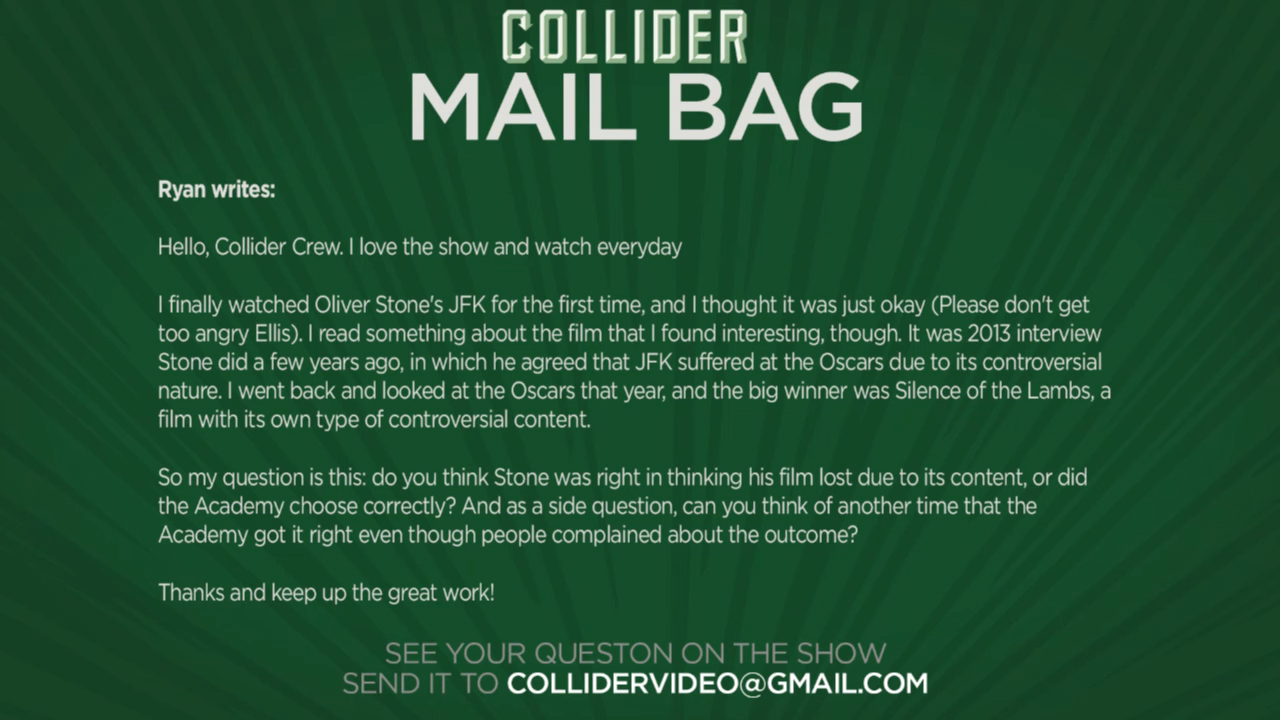 COLLIDER
MAIL BAG
Ryan writes:
Hello, Collider Crew. I love the show and watch everyday
I finally watched Oliver Stone's JFK for the first time, and I thought it was just okay (Please don't get
too angry Ellis). I read something about the film that I found interesting, though. It was 2013 interview
Stone did a few years ago, in which he agreed that JFK suffered at the Oscars due to its controversial
nature. I went back and looked at the Oscars that year, and the big winner was Silence of the Lambs, a
film with its own type of controversial content.
So my question is this: do you think Stone was right in thinking his film lost due to its content, or did
the Academy choose correctly? And as a side question, can you think of another time that the
Academy got it right even though people complained about the outcome?
Thanks and keep up the great work!
SEE YOUR QUESTON ON THE SHOW
SEND IT TO COLLIDERVIDEO@GMAIL.COM